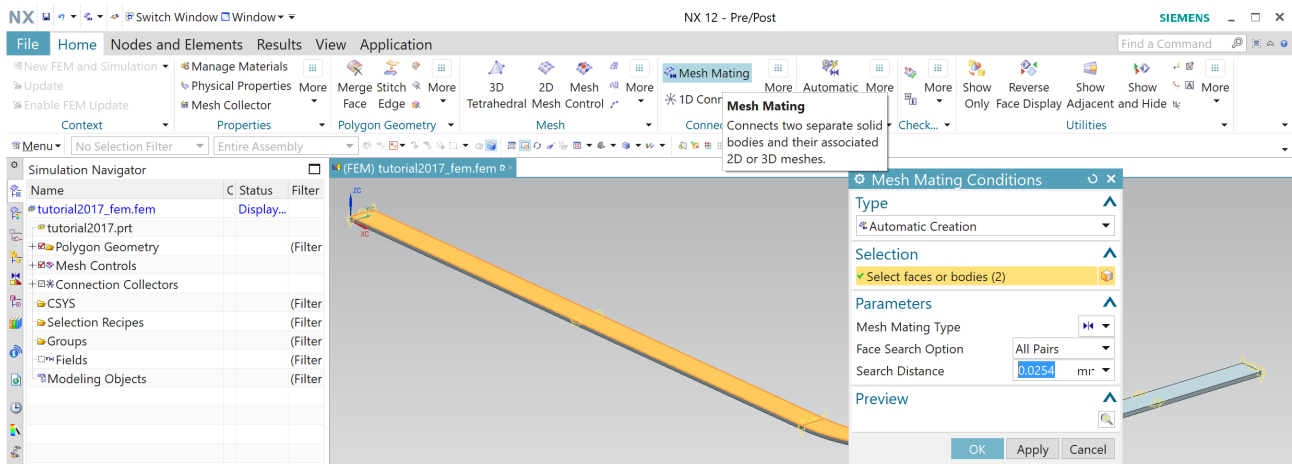 NX Switch Window Window NX 12 - Pre/Post SIEMENS
File Home Nodes and Elements Results View Application Find a Command
New FEM and Simulation Manage Materials
Update Physical Properties More Merge Stitch More 3D 2D Mesh More Mesh Mating More Automatic More More Show Reverse Show Show More
Enable FEM Update Mesh Collector Face Edge Tetrahedral Mesh Control 1D Conn Only Face Display Adjacent and Hide
Context Properties Polygon Geometry Mesh Connec Check... Utilities
Mesh Mating
Connects two separate solid
bodies and their associated
2D or 3D meshes.
Menu No Selection Filter Entire Assembly
Simulation Navigator
Name C Status Filter
tutorial2017_fem.fem Display...
tutorial2017.prt
Polygon Geometry (Filter
Mesh Controls
Connection Collectors
CSYS (Filter
Selection Recipes (Filter
Groups (Filter
Fields (Filter
Modeling Objects (Filter
(FEM) tutorial2017_fem.fem
ZC
YC
XC
Mesh Mating Conditions
Type
Automatic Creation
Selection
Select faces or bodies (2)
Parameters
Mesh Mating Type
Face Search Option All Pairs
Search Distance 0.0254
Preview
OK Apply Cancel